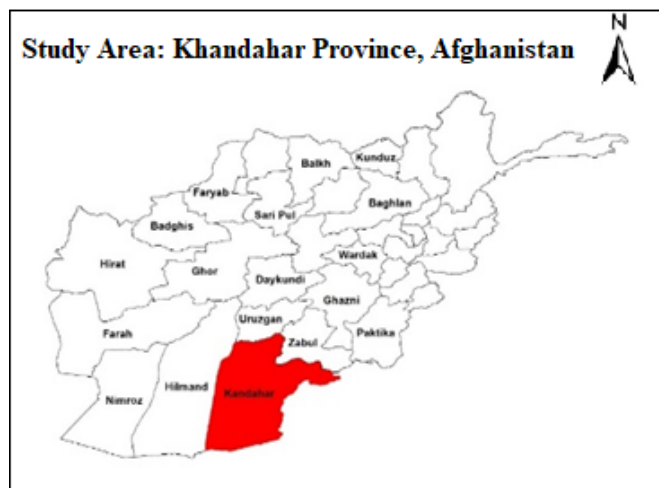 N
Study Area: Khandahar Province, Afghanistan
Balkh
Kunduz
Faryab
Baghlan
Sari Pul
Badghis
Wardak
Hirat
Ghor
Daykundi
Ghazni
Uruzgan
Farah
Zabul
Paktika
Hilmand
Kandahar
Nimroz